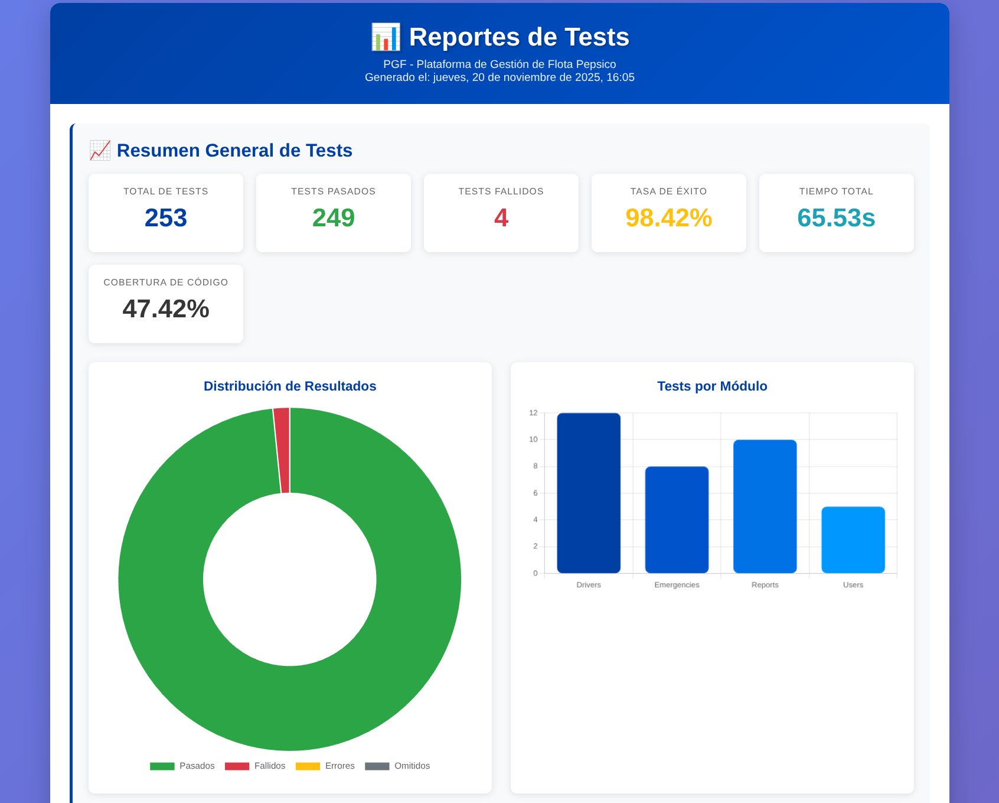 Reportes de Tests
PGF - Plataforma de Gestión de Flota Pepsico
Generado el: jueves, 20 de noviembre de 2025, 16:05
Resumen General de Tests
TOTAL DE TESTS
253
TESTS PASADOS
249
TESTS FALLIDOS
4
TASA DE ÉXITO
98.42%
TIEMPO TOTAL
65.53s
COBERTURA DE CÓDIGO
47.42%
Distribución de Resultados
Pasados Fallidos Errores Omitidos
Tests por Módulo
12
10
8
6
4
2
0
Drivers Emergencies Reports Users